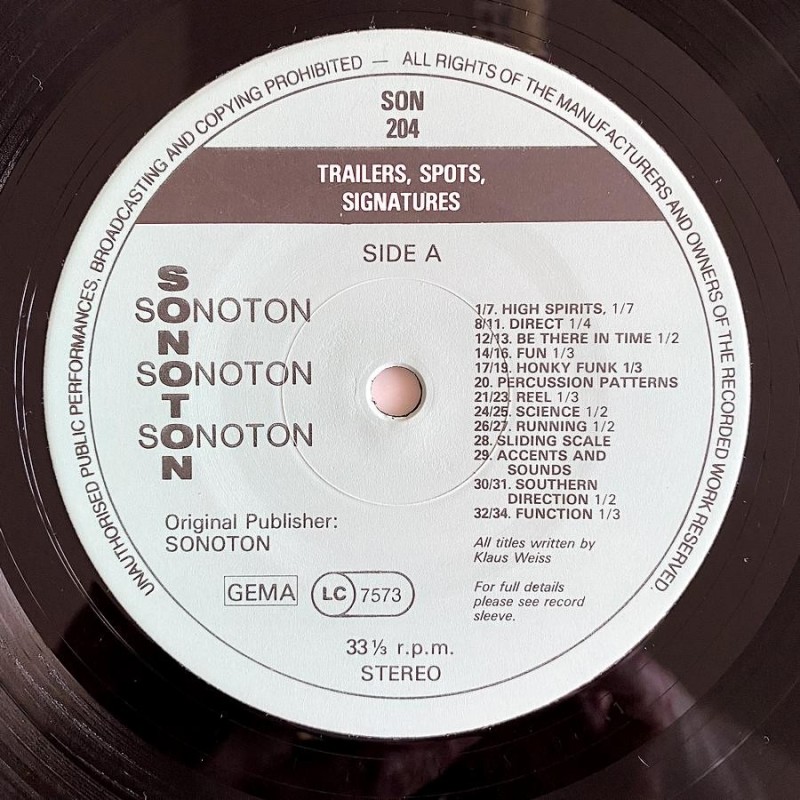 UNAUTHORISED PUBLIC PERFORMANCES, BROADCASTING AND COPYING PROHIBITED — ALL RIGHTS OF THE MANUFACTURERS AND OWNERS OF THE RECORDED WORK RESERVED.
SON
204
TRAILERS, SPOTS,
SIGNATURES
SIDE A
SONOTON
SONOTON
SONOTON
SONOTON
1/7. HIGH SPIRITS, 1/7
8/11. DIRECT 1/4
12/13. BE THERE IN TIME 1/2
14/16. FUN 1/3
17/19. HONKY FUNK 1/3
20. PERCUSSION PATTERNS
21/23. REEL 1/3
24/25. SCIENCE 1/2
26/27. RUNNING 1/2
28. SLIDING SCALE
29. ACCENTS AND
SOUNDS
30/31. SOUTHERN
DIRECTION 1/2
32/34. FUNCTION 1/3
Original Publisher:
SONOTON
All titles written by
Klaus Weiss
GEMA
LC 7573
For full details
please see record
sleeve.
33⅓ r.p.m.
STEREO